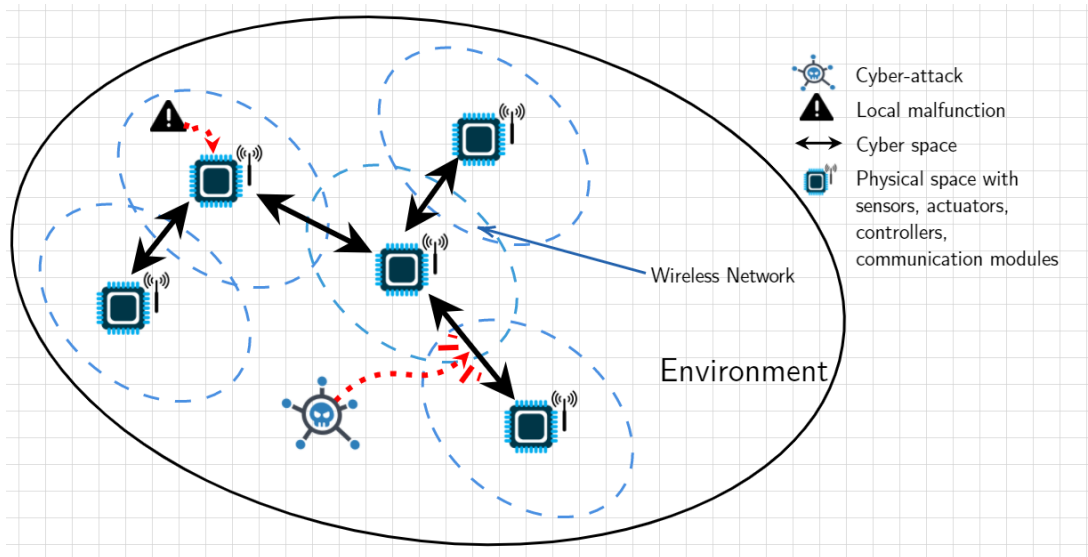 Cyber-attack
Local malfunction
Cyber space
Physical space with
sensors, actuators,
controllers,
communication modules
Wireless Network
Environment